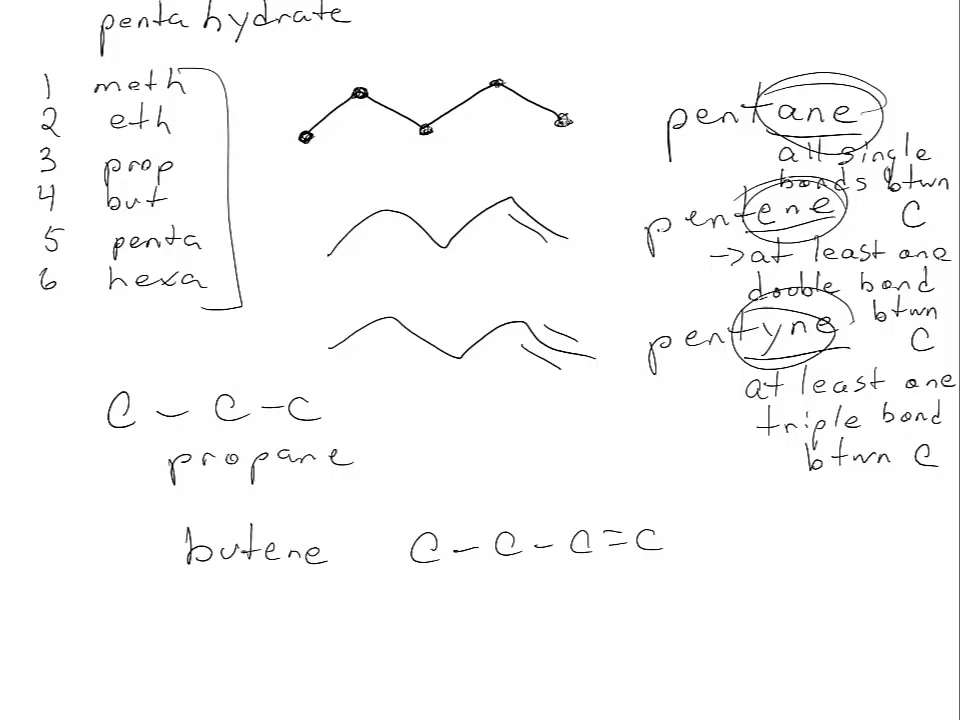 penta hydrate
1 meth
2 eth
3 prop
4 but
5 penta
6 hexa
pentane
all single
bonds btwn
C
pentene
→at least one
double bond
btwn
C
pentyne
at least one
triple bond
btwn C
C - C - C
propane
butene C - C - C = C